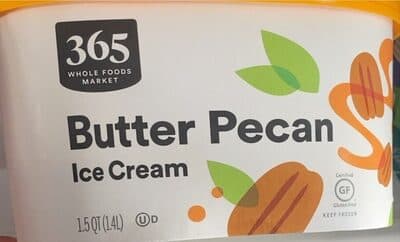 365
WHOLE FOODS
MARKET
Butter Pecan
Ice Cream
1.5 QT (1.4L)
U D
Certified
GF
Gluten-Free
KEEP FROZEN